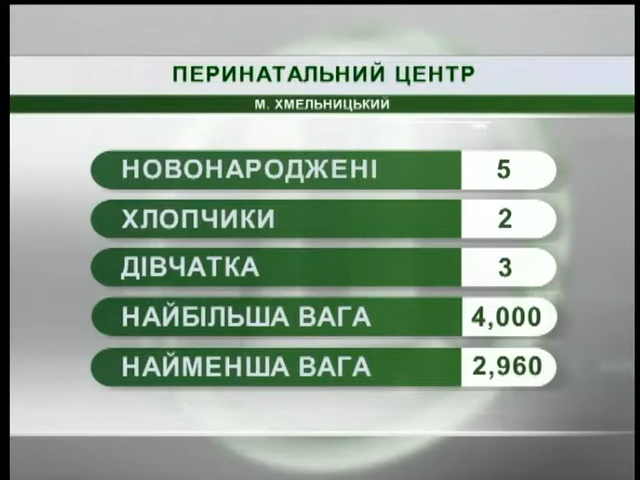 ПЕРИНАТАЛЬНИЙ ЦЕНТР
М. ХМЕЛЬНИЦЬКИЙ
НОВОНАРОДЖЕНІ 5
ХЛОПЧИКИ 2
ДІВЧАТКА 3
НАЙБІЛЬША ВАГА 4,000
НАЙМЕНША ВАГА 2,960